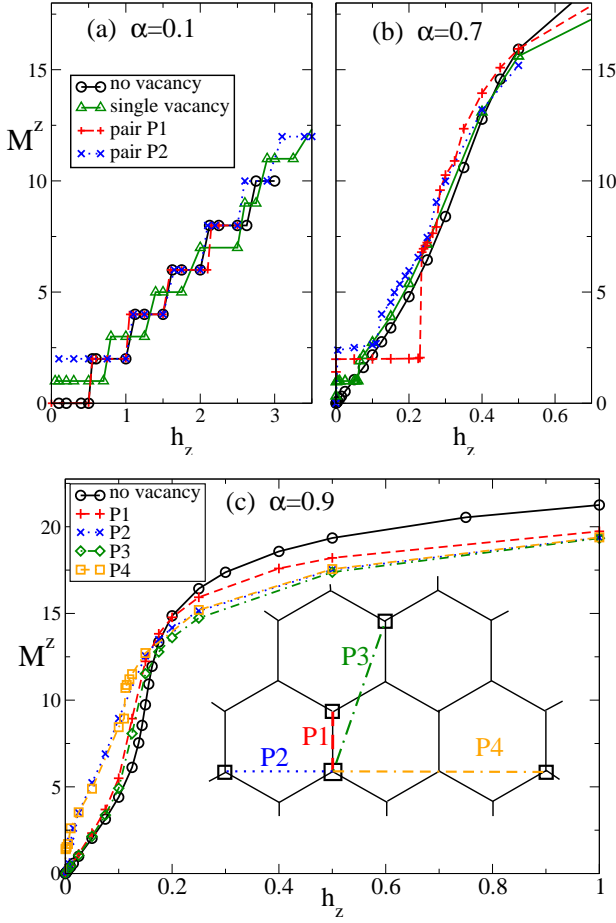 (a) α=0.1
no vacancy
single vacancy
pair P1
pair P2
M^z
15
10
5
0
0 1 2 3
h_z
(b) α=0.7
15
10
5
0
0 0.2 0.4 0.6
h_z
(c) α=0.9
no vacancy
P1
P2
P3
P4
M^z
20
15
10
5
0
P3
P1
P2
P4
0 0.2 0.4 0.6 0.8 1
h_z